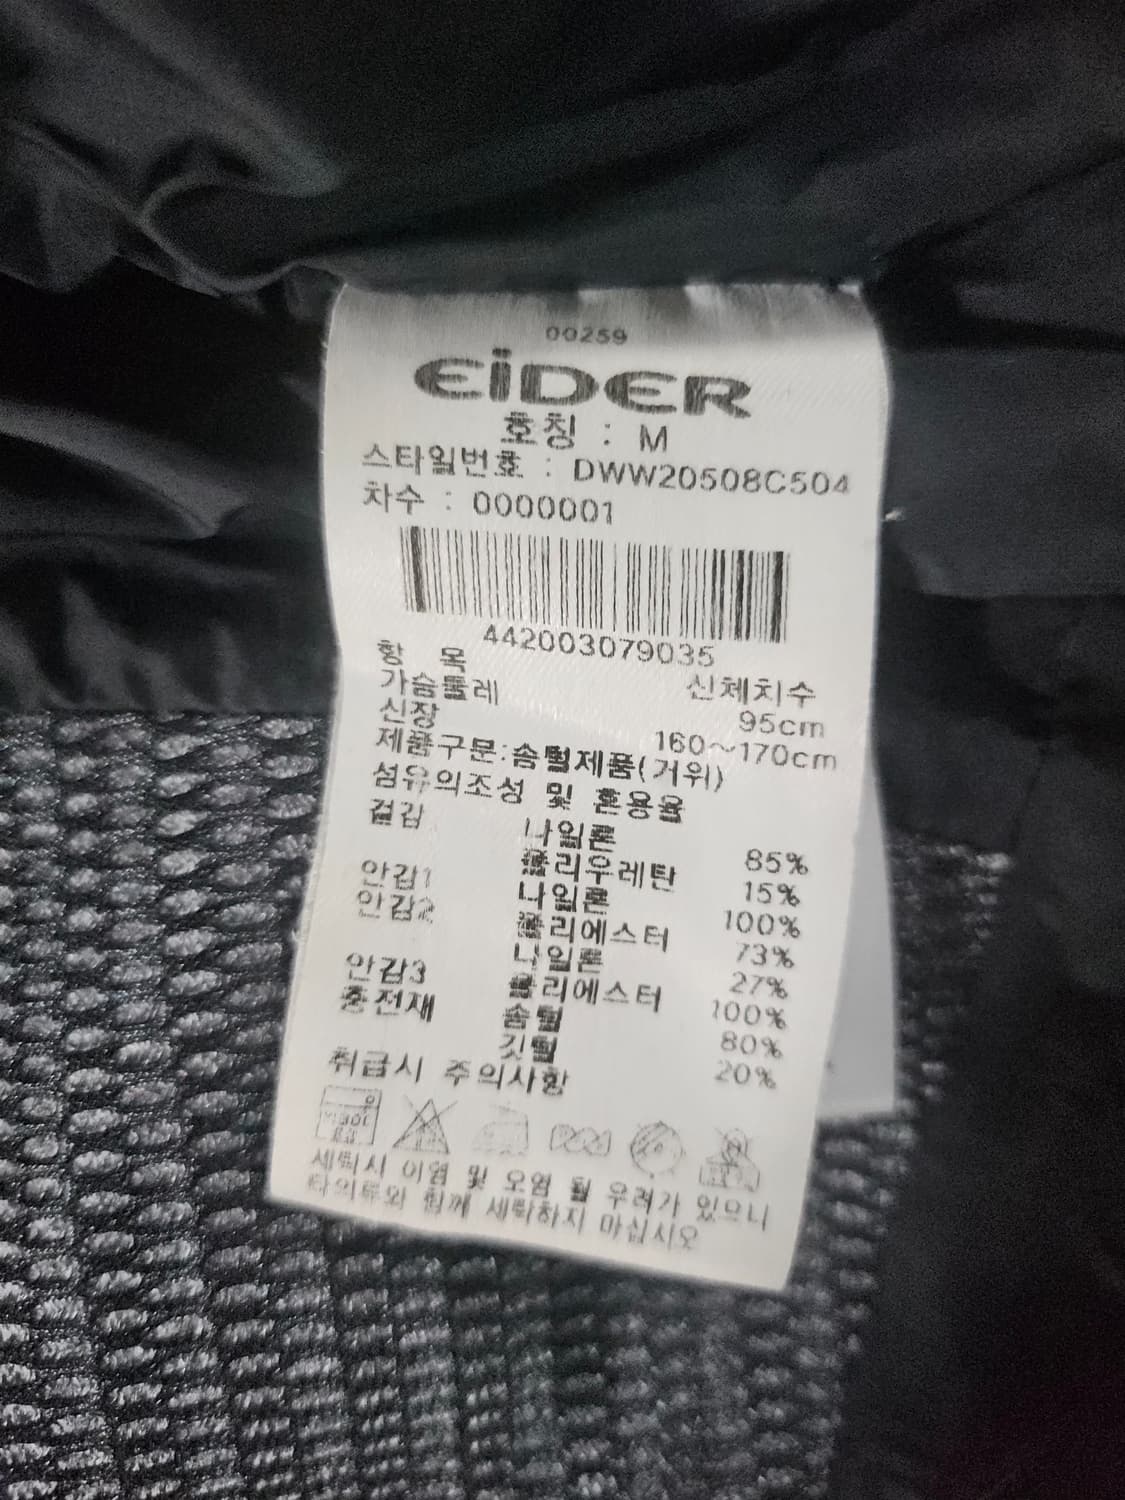 00259
EiDER
호칭 : M
스타일번호 : DWW20508C504
차수 : 0000001
442003079035
항 목 신체치수
가슴둘레 95cm
신장 160~170cm
제품구분:솜털제품(거위)
섬유의조성 및 혼용율
겉감 나일론 85%
폴리우레탄 15%
안감1 나일론 100%
안감2 폴리에스터 73%
나일론 27%
안감3 폴리에스터 100%
충전재 솜털 80%
깃털 20%
취급시 주의사항
세탁시 이염 및 오염 될 우려가 있으니
타의류와 함께 세탁하지 마십시오